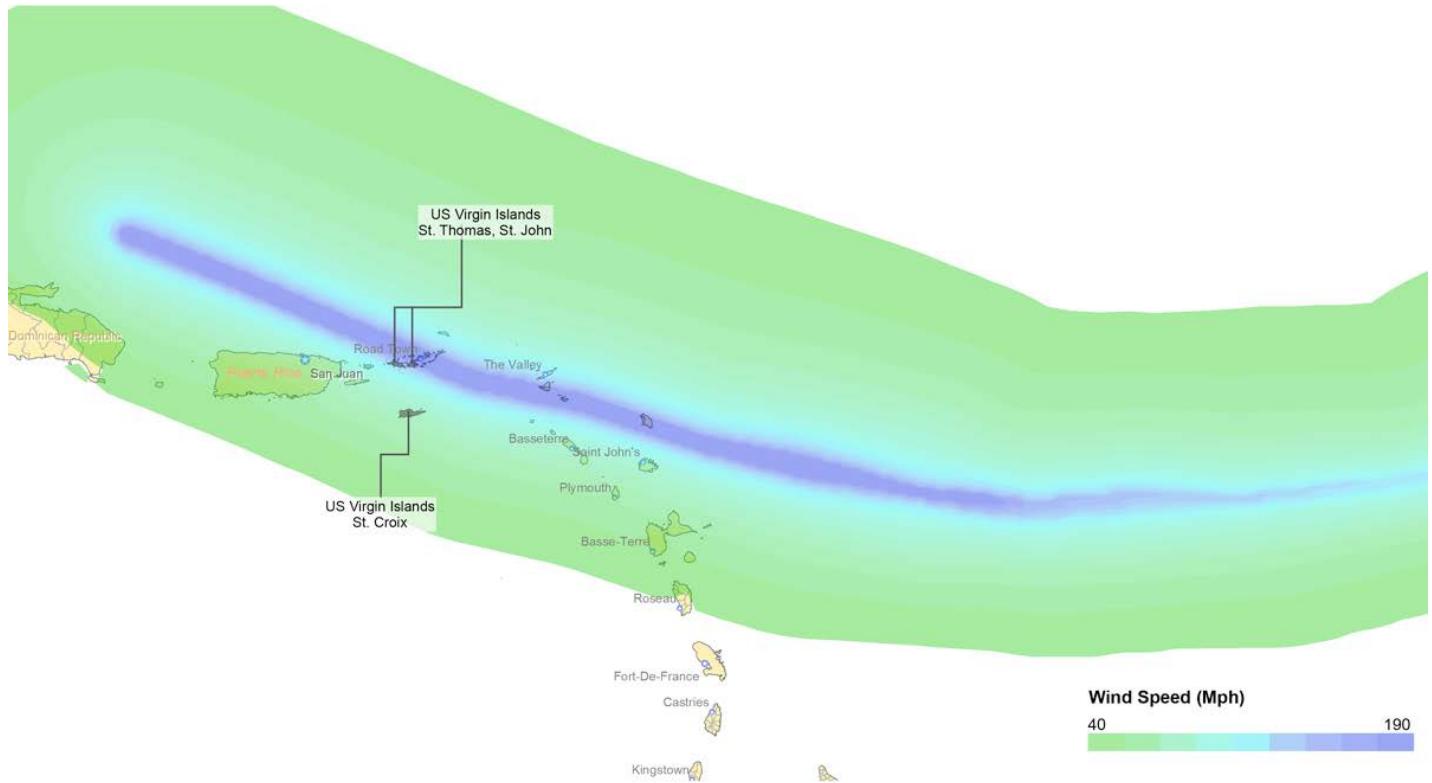 US Virgin Islands
St. Thomas, St. John
Dominican Republic
Road Town
The Valley
Puerto Rico
San Juan
Basseterre
Saint John's
Plymouth
US Virgin Islands
St. Croix
Basse-Terre
Roseau
Fort-De-France
Castries
Kingstown
Wind Speed (Mph)
40
190